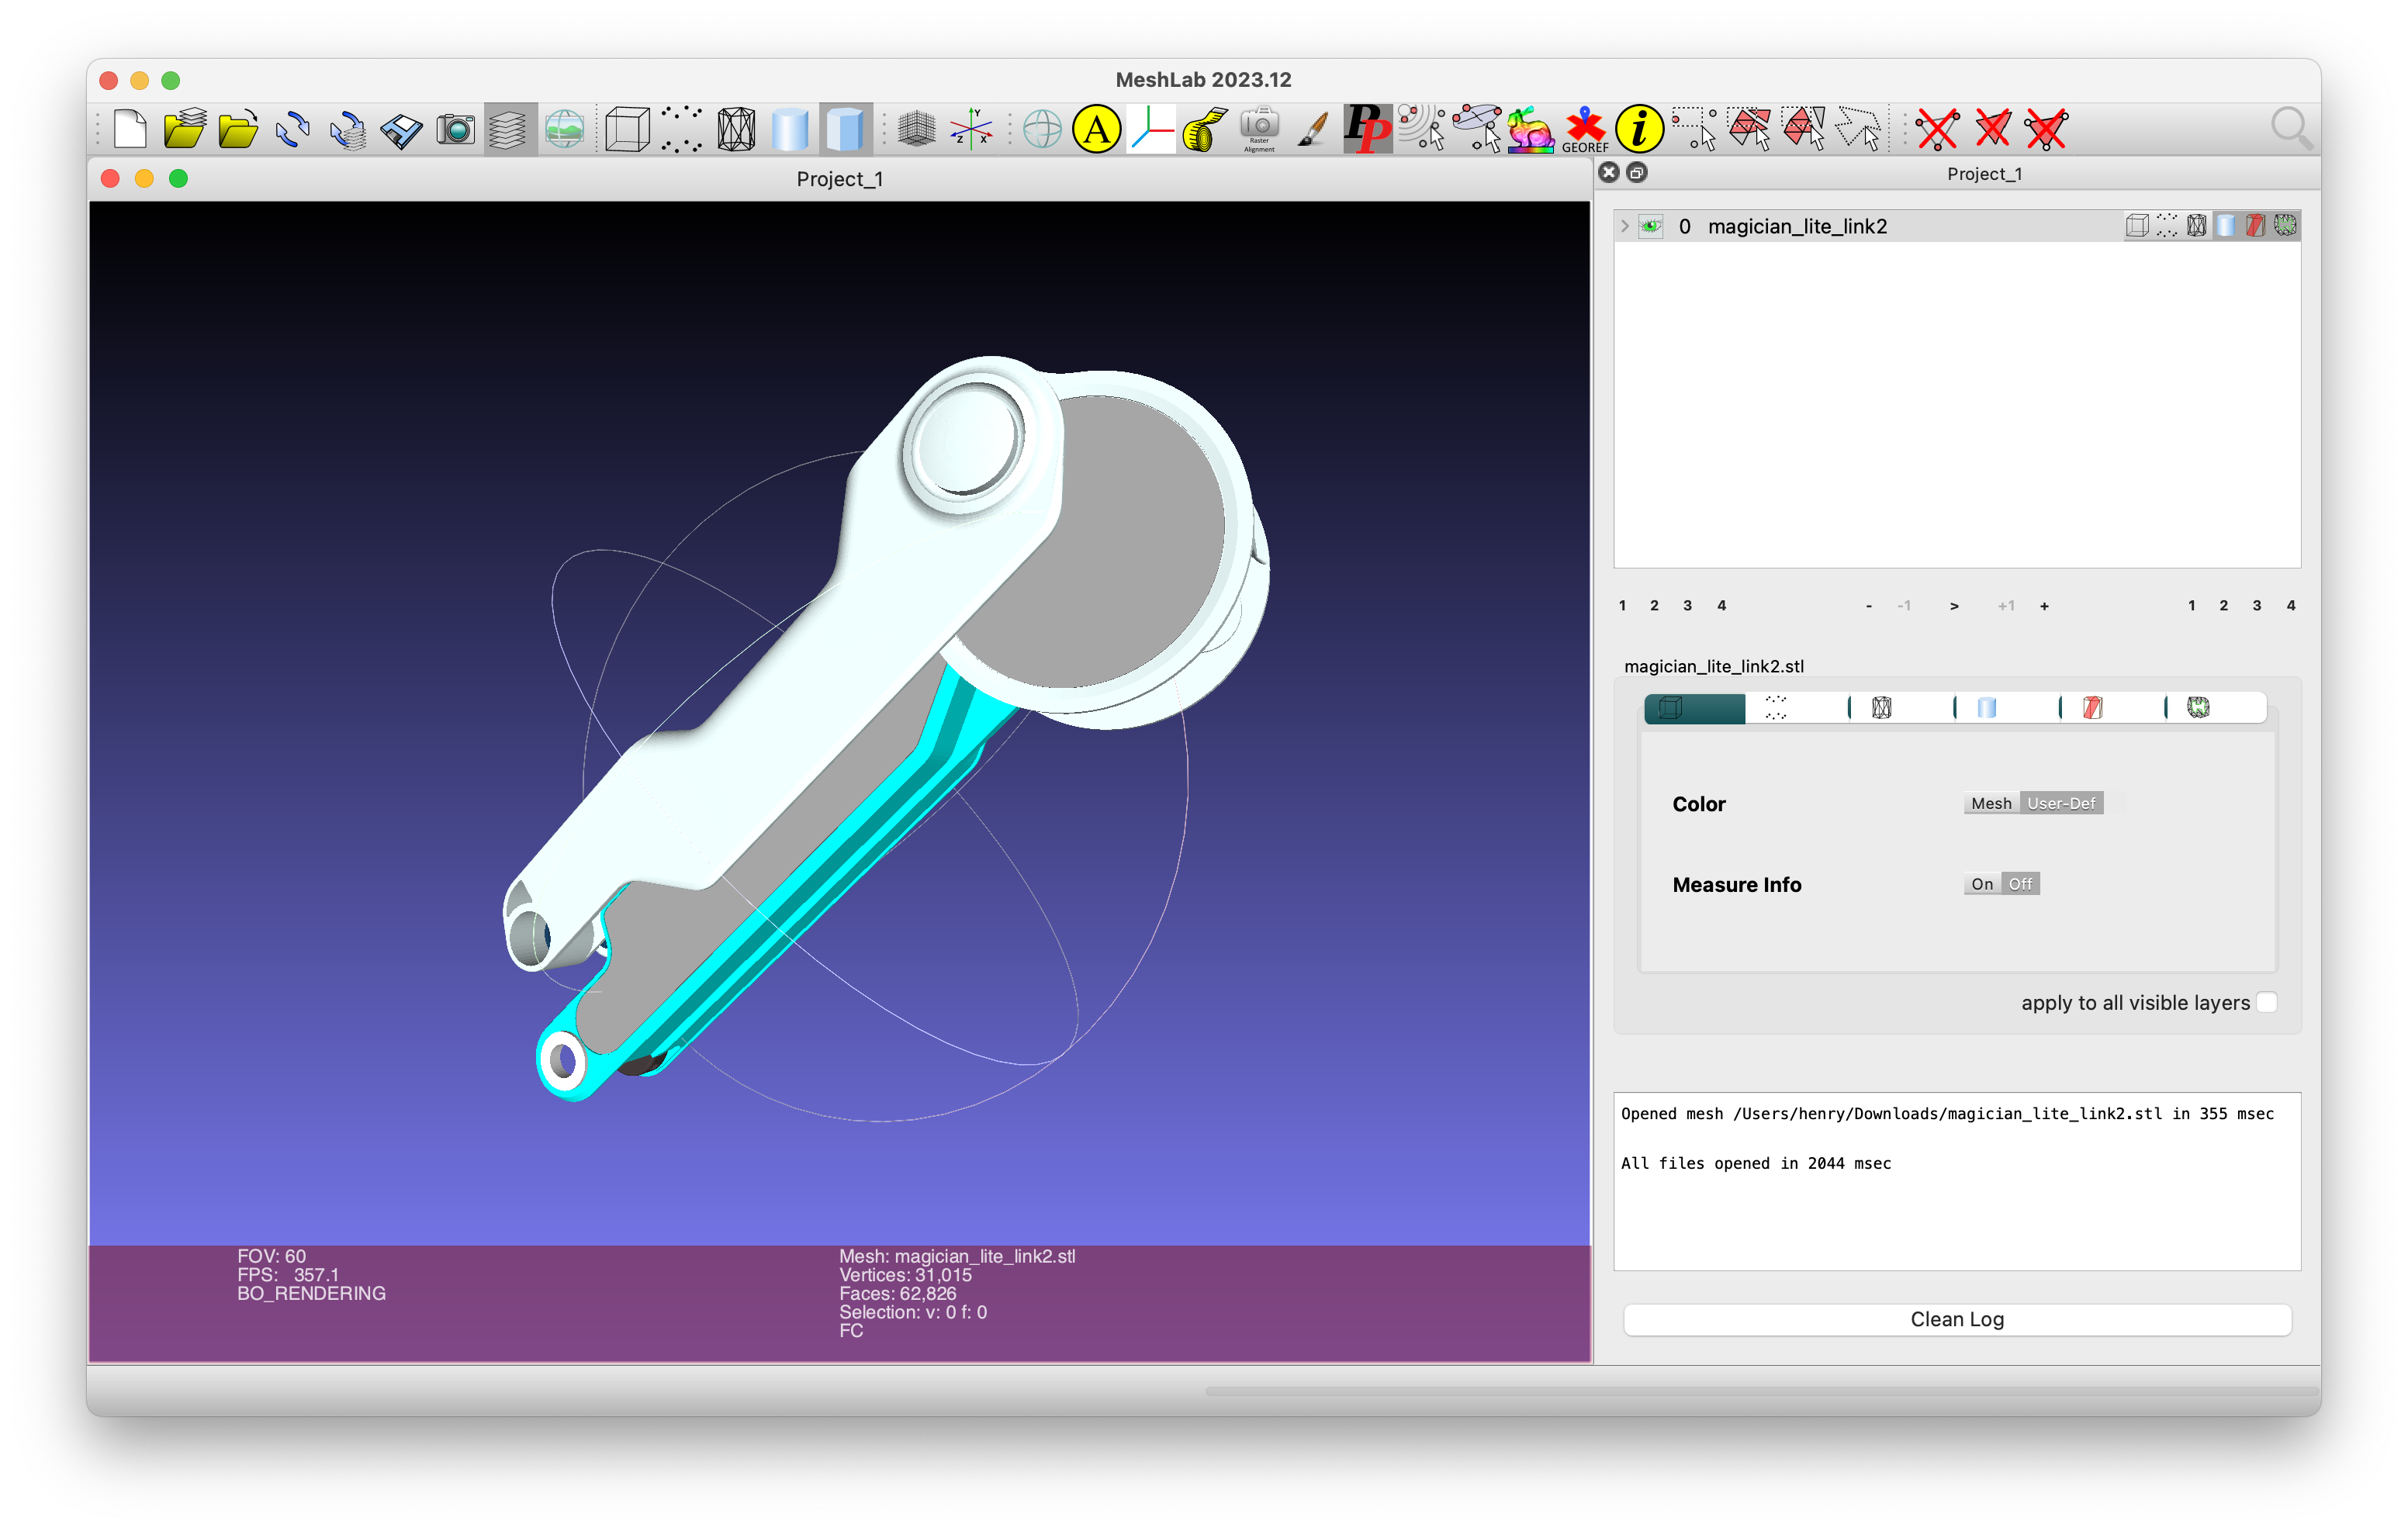 MeshLab 2023.12
A
Raster
Alignment
PP
i
GEOREF
Y
Z
X
Project_1
Project_1
0 magician_lite_link2
1 2 3 4 - -1 > +1 + 1 2 3 4
magician_lite_link2.stl
Color Mesh User-Def
Measure Info On Off
apply to all visible layers
Opened mesh /Users/henry/Downloads/magician_lite_link2.stl in 355 msec
All files opened in 2044 msec
Clean Log
FOV: 60
FPS: 357.1
BO_RENDERING
Mesh: magician_lite_link2.stl
Vertices: 31,015
Faces: 62,826
Selection: v: 0 f: 0
FC